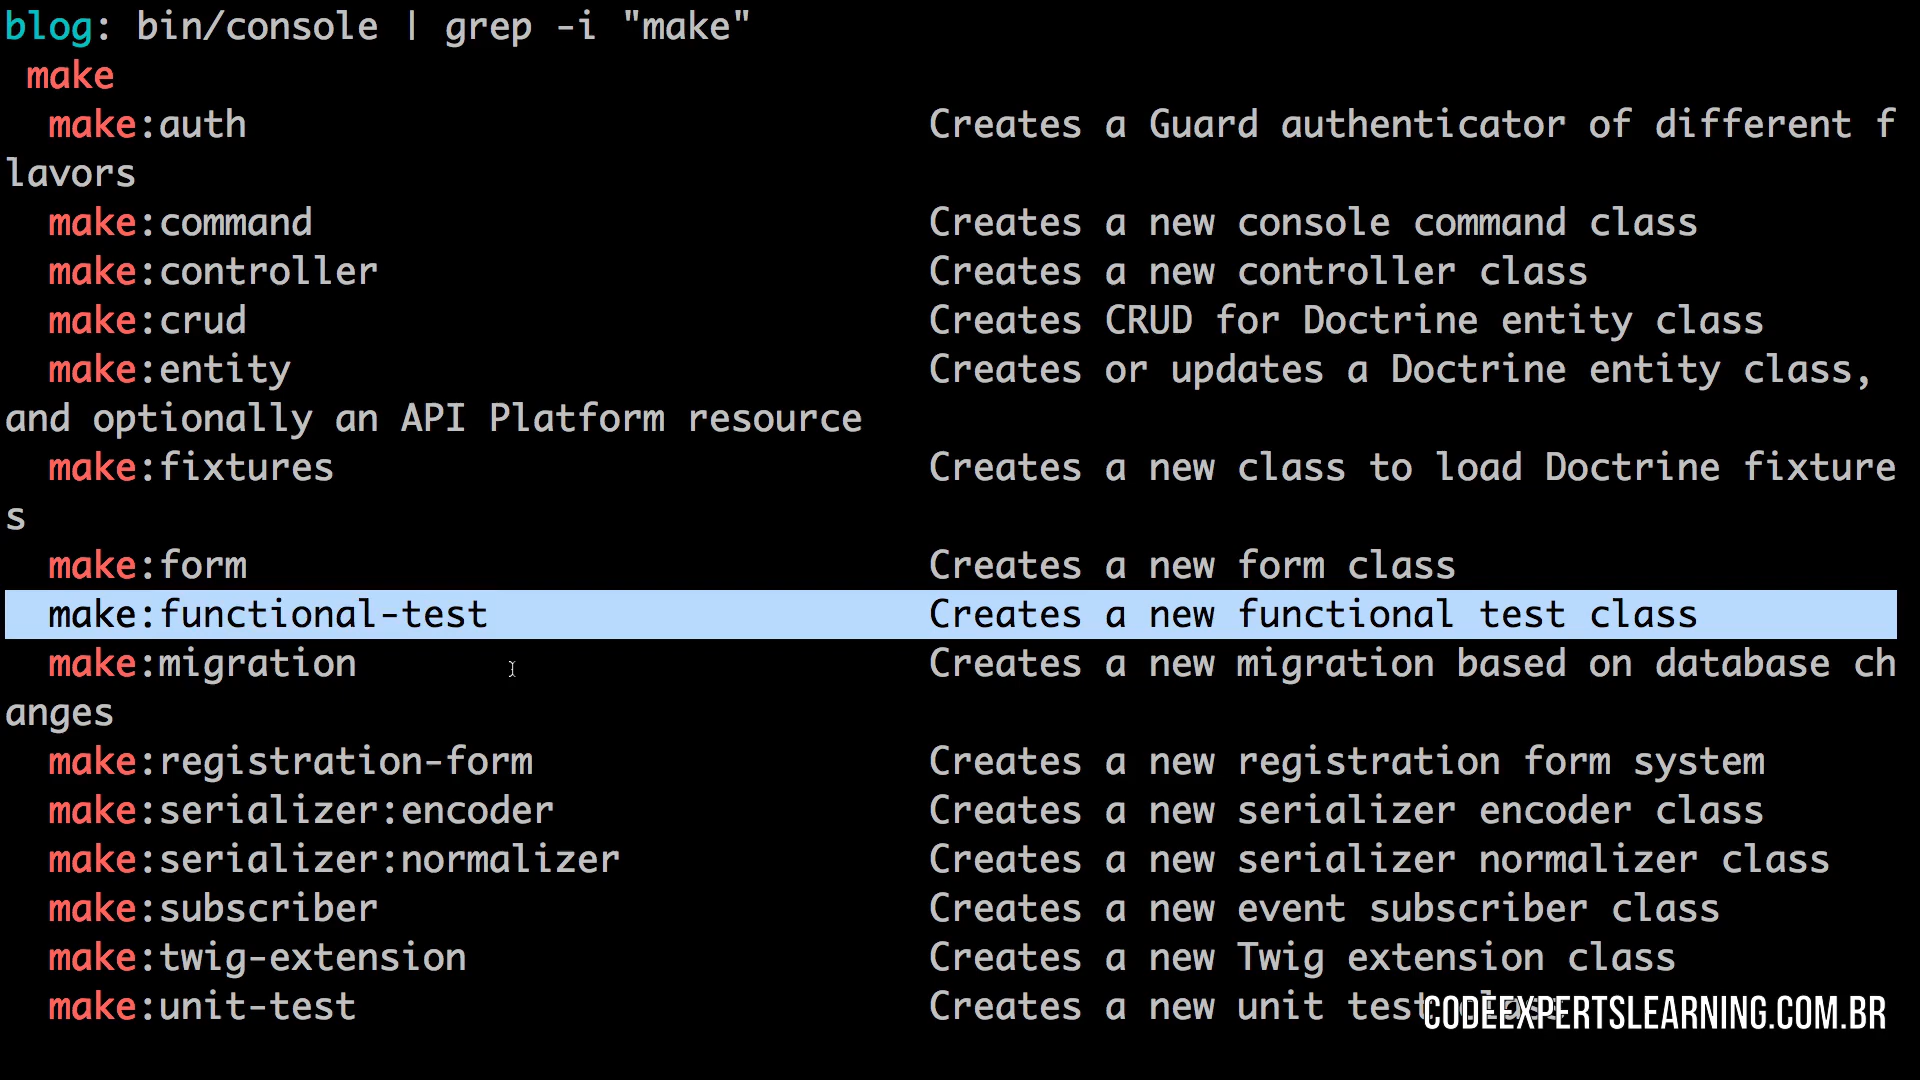 blog: bin/console | grep -i "make"
make
make:auth Creates a Guard authenticator of different f
lavors
make:command Creates a new console command class
make:controller Creates a new controller class
make:crud Creates CRUD for Doctrine entity class
make:entity Creates or updates a Doctrine entity class,
and optionally an API Platform resource
make:fixtures Creates a new class to load Doctrine fixture
s
make:form Creates a new form class
make:functional-test Creates a new functional test class
make:migration Creates a new migration based on database ch
anges
make:registration-form Creates a new registration form system
make:serializer:encoder Creates a new serializer encoder class
make:serializer:normalizer Creates a new serializer normalizer class
make:subscriber Creates a new event subscriber class
make:twig-extension Creates a new Twig extension class
make:unit-test Creates a new unit test class
CODEEXPERTSLEARNING.COM.BR